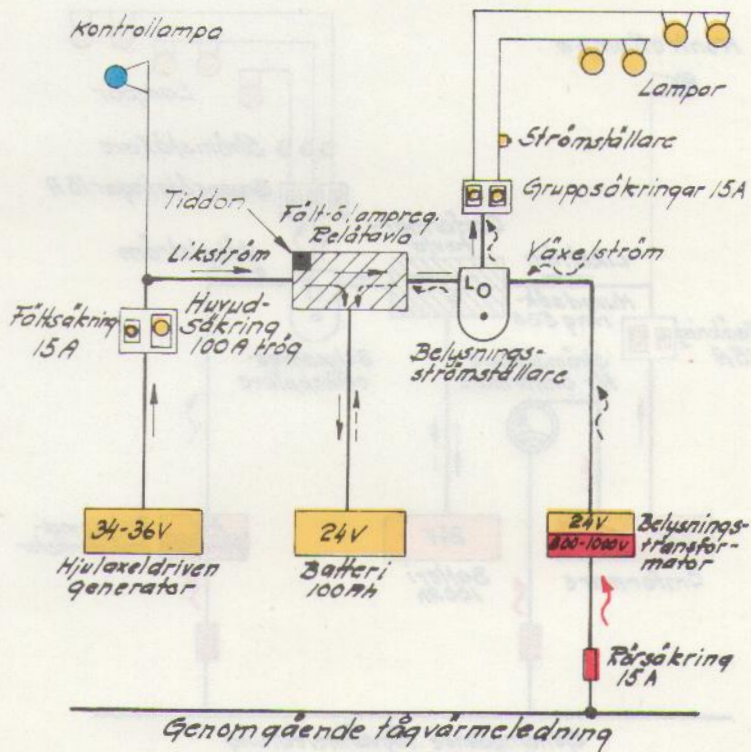 Kontrollampa
Lampor
Strömställare
Gruppsäkringar 15A
Tiddon
Fält-ö. lampreg.
Relätavla
Likström
Växelström
L
Fältsäkring
15A
Huvud-
säkring
100A trög
Belysnings-
strömställare
34-36V
Hjulaxeldriven
generator
24V
Batteri
100Ah
24V
800-1000V
Belysnings-
transfor-
mator
Rörsäkring
15A
Genomgående tågvärmeledning